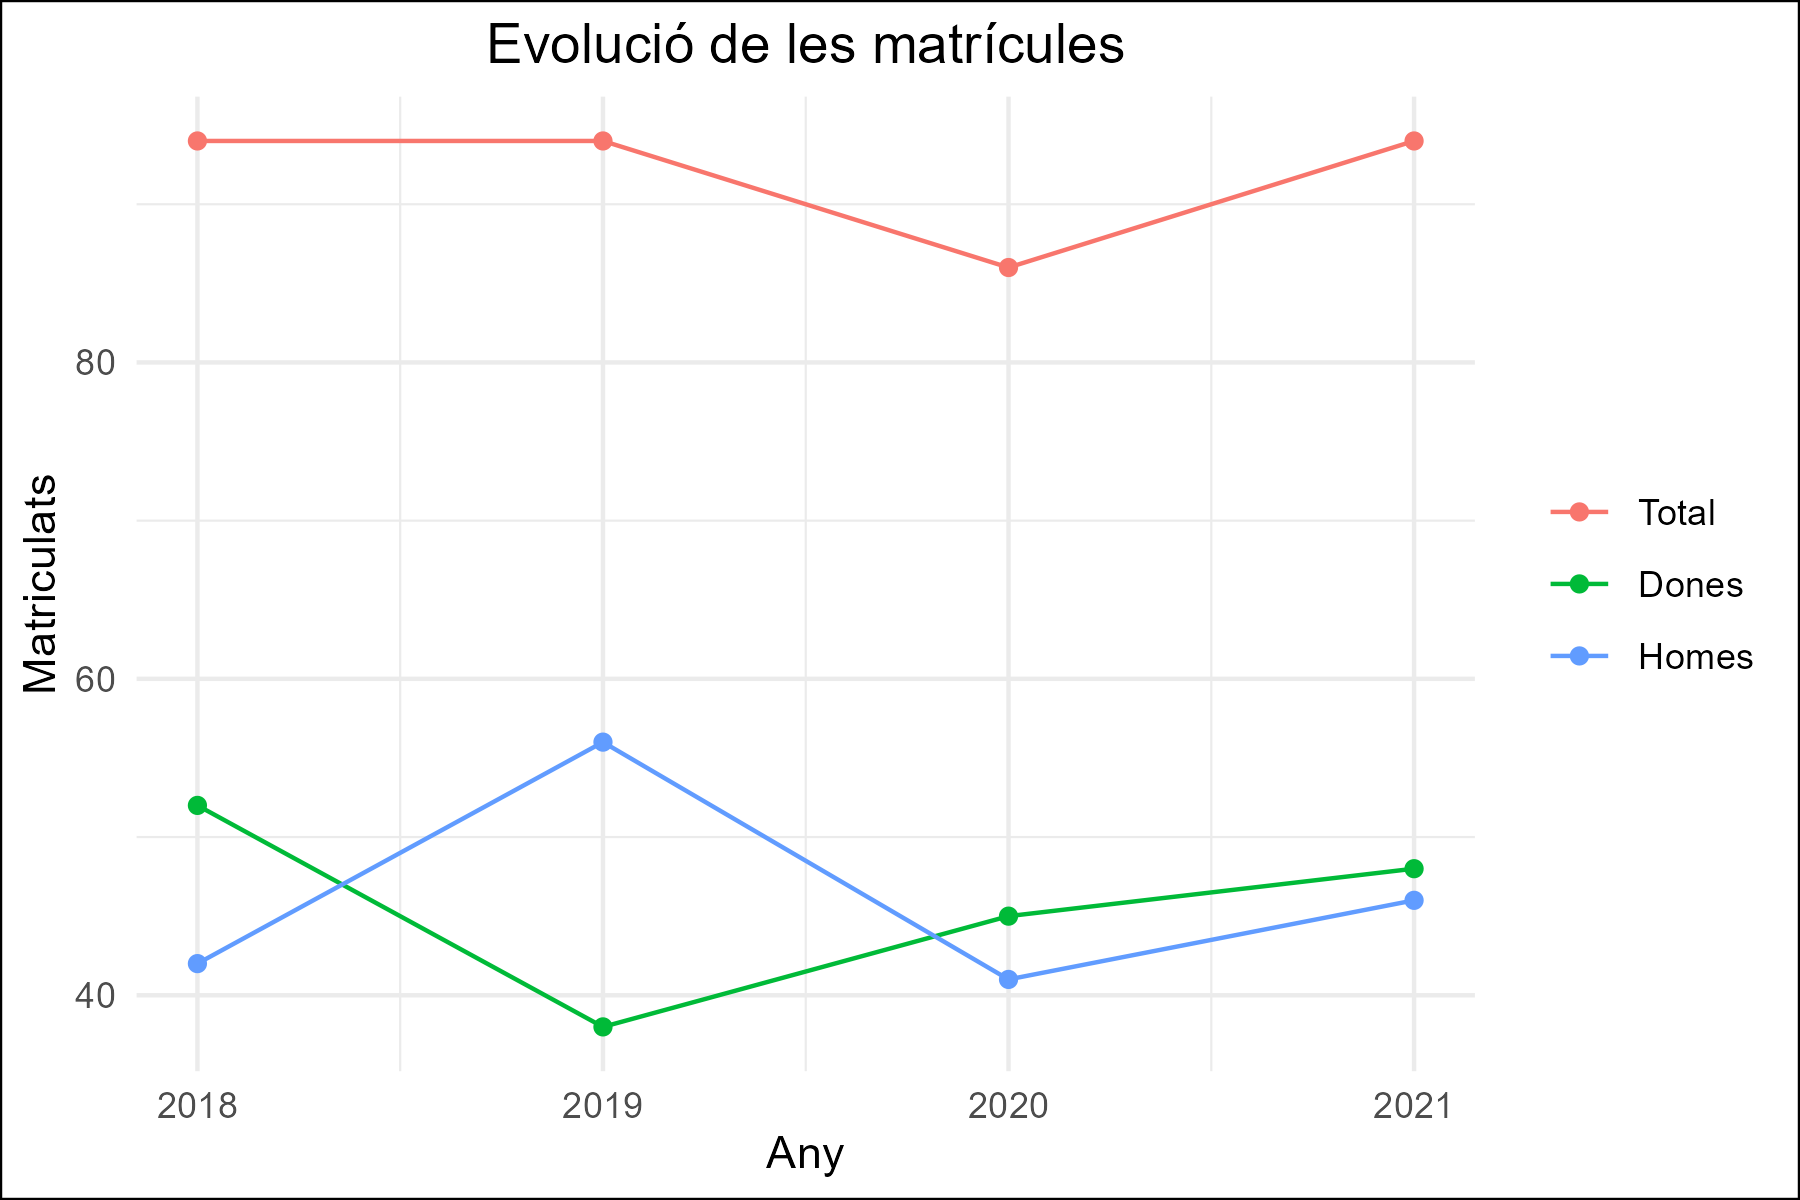 Evolució de les matrícules
Matriculats
80
60
40
2018
2019
2020
2021
Any
Total
Dones
Homes